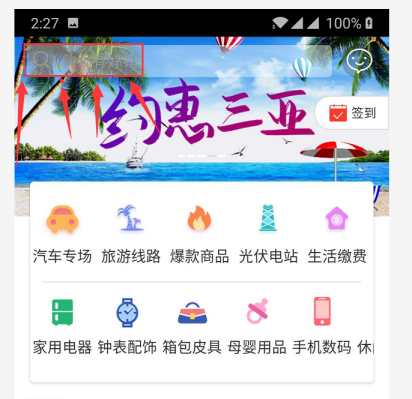 2:27 100%
约惠三亚
签到
汽车专场 旅游线路 爆款商品 光伏电站 生活缴费
家用电器 钟表配饰 箱包皮具 母婴用品 手机数码 休